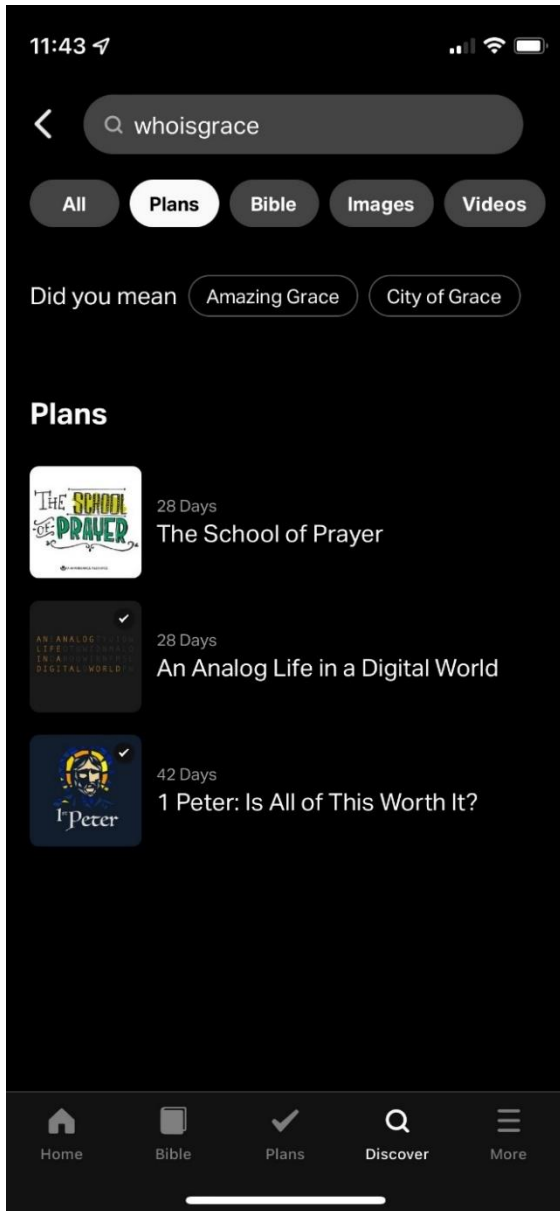 11:43
whoisgrace
All Plans Bible Images Videos
Did you mean Amazing Grace City of Grace
Plans
THE SCHOOL
OF PRAYER
28 Days
The School of Prayer
AN ANALOG
LIFE
IN A
DIGITAL WORLD
28 Days
An Analog Life in a Digital World
1st Peter
42 Days
1 Peter: Is All of This Worth It?
Home Bible Plans Discover More